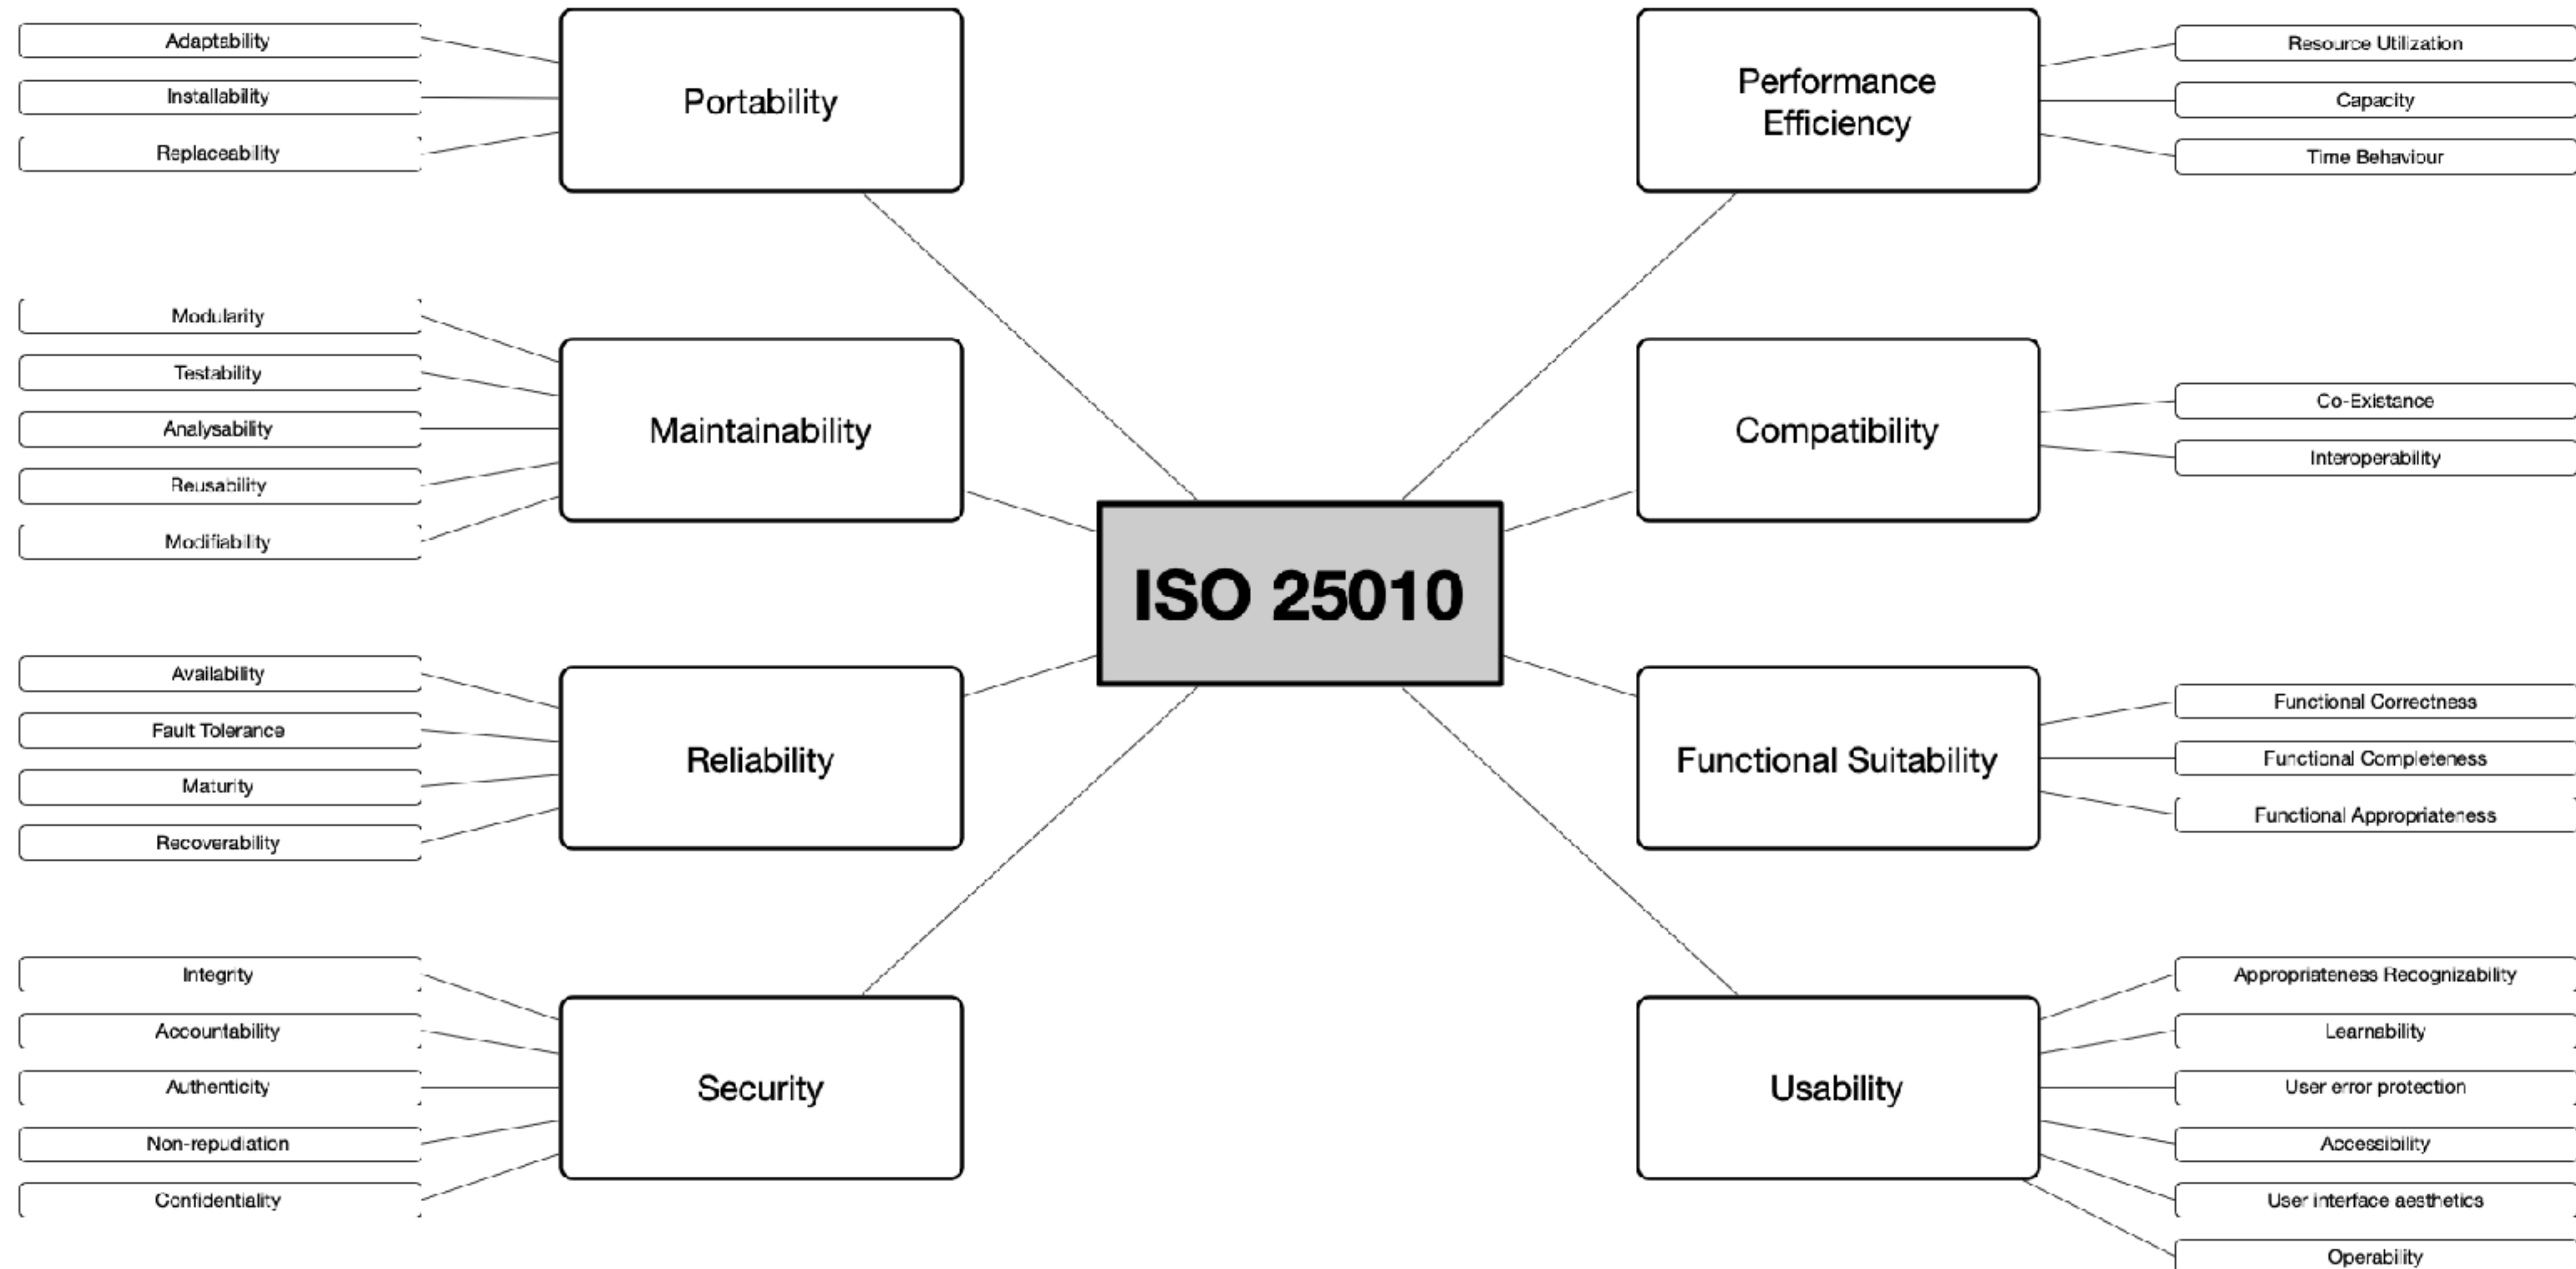 Adaptability
Installability
Replaceability
Portability
Performance
Efficiency
Resource Utilization
Capacity
Time Behaviour
Modularity
Testability
Analysability
Reusability
Modifiability
Maintainability
Compatibility
Co-Existance
Interoperability
ISO 25010
Availability
Fault Tolerance
Maturity
Recoverability
Reliability
Functional Suitability
Functional Correctness
Functional Completeness
Functional Appropriateness
Integrity
Accountability
Authenticity
Non-repudiation
Confidentiality
Security
Usability
Appropriateness Recognizability
Learnability
User error protection
Accessibility
User interface aesthetics
Operability